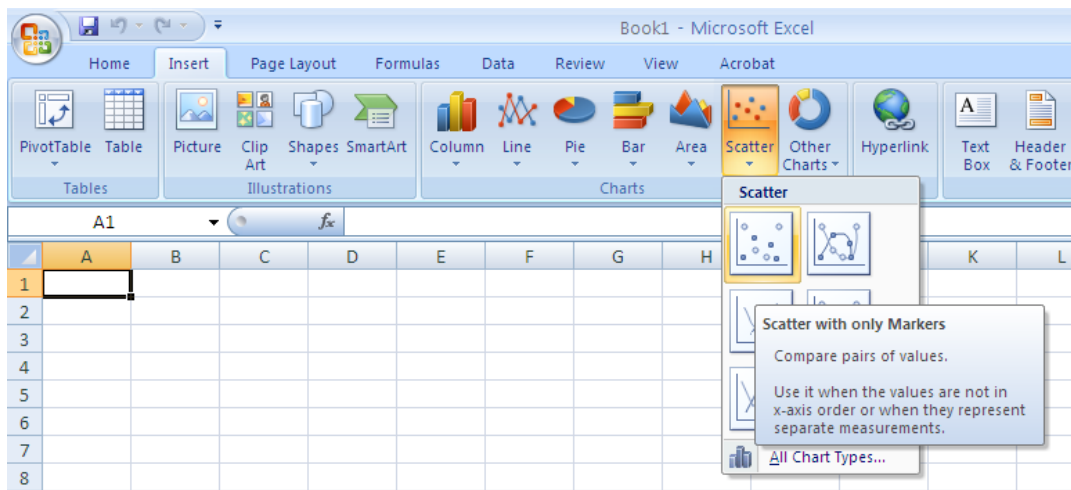 Book1 - Microsoft Excel
Home Insert Page Layout Formulas Data Review View Acrobat
PivotTable Table Picture Clip Art Shapes SmartArt Column Line Pie Bar Area Scatter Other Charts Hyperlink Text Box Header & Footer
Tables Illustrations Charts
Scatter
A1 fx
A B C D E F G H K L
1
2
3
4
5
6
7
8
Scatter with only Markers
Compare pairs of values.
Use it when the values are not in
x-axis order or when they represent
separate measurements.
All Chart Types...